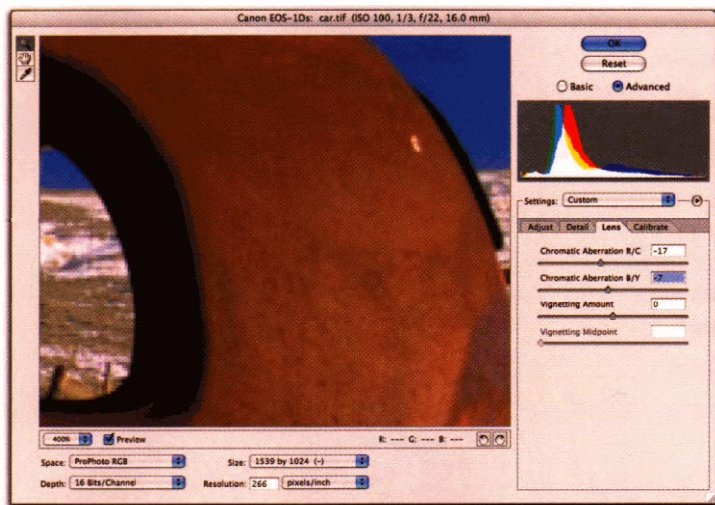 Canon EOS-1Ds: car.tif (ISO 100, 1/3, f/22, 16.0 mm)
OK
Reset
Basic Advanced
Settings: Custom
Adjust Detail Lens Calibrate
Chromatic Aberration R/C -17
Chromatic Aberration B/Y -7
Vignetting Amount 0
Vignetting Midpoint
400% Preview R: --- G: --- B: ---
Space: ProPhoto RGB Size: 1539 by 1024 (-)
Depth: 16 Bits/Channel Resolution: 266 pixels/inch